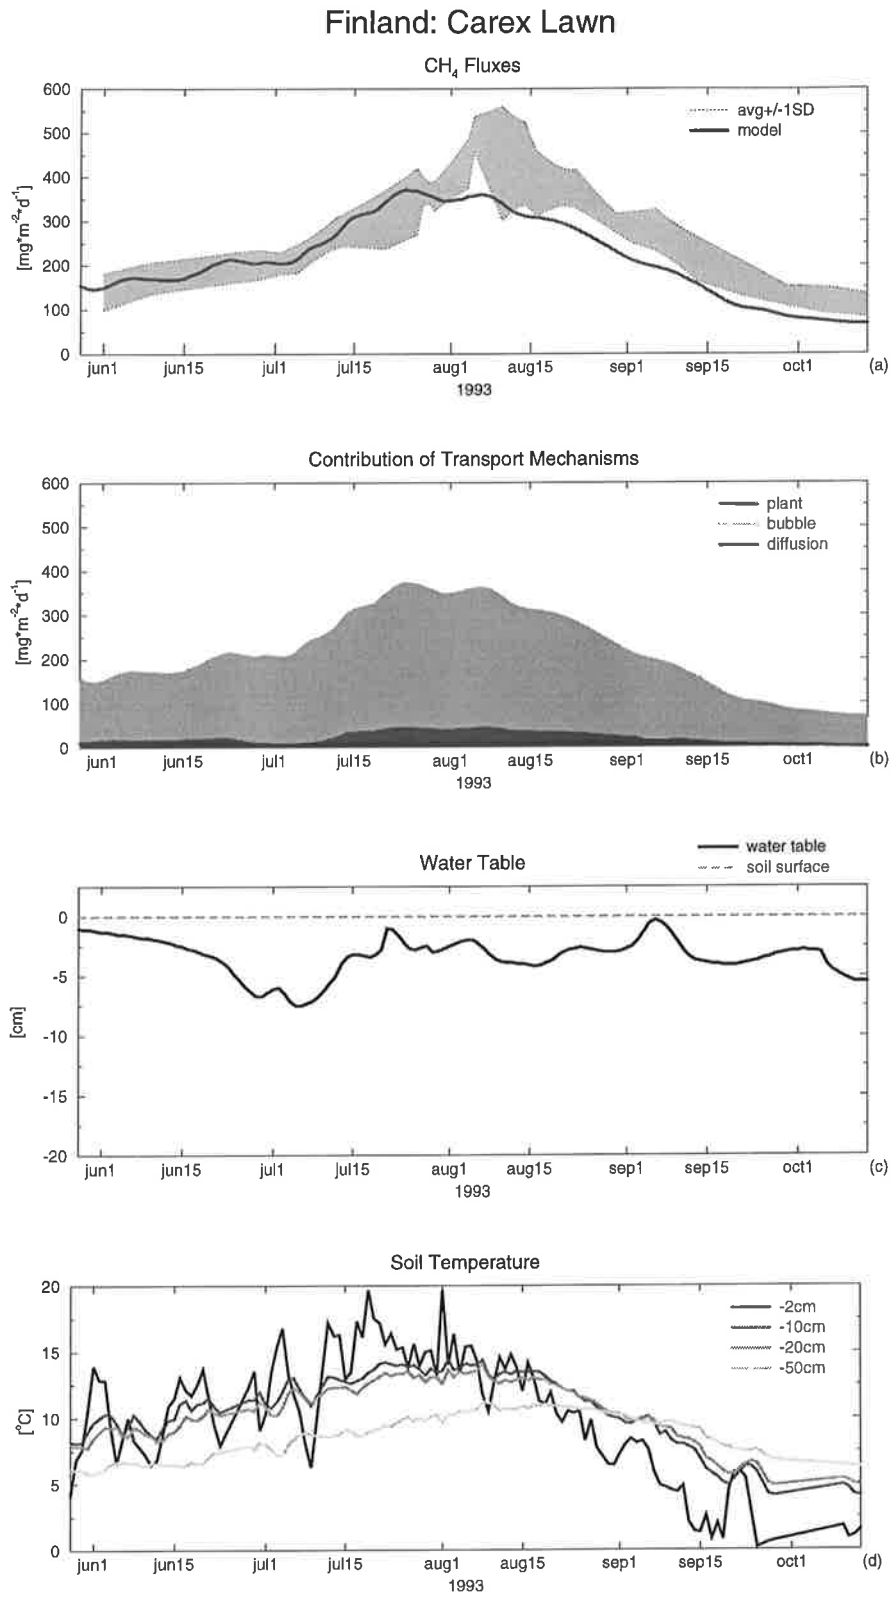 Finland: Carex Lawn
CH4 Fluxes
600
500
400
300
200
100
0
[mg*m-2*d-1]
avg+/-1SD
model
jun1 jun15 jul1 jul15 aug1 aug15 sep1 sep15 oct1 (a)
1993
Contribution of Transport Mechanisms
600
500
400
300
200
100
0
[mg*m-2*d-1]
plant
bubble
diffusion
jun1 jun15 jul1 jul15 aug1 aug15 sep1 sep15 oct1 (b)
1993
Water Table
water table
soil surface
0
-5
-10
-15
-20
[cm]
jun1 jun15 jul1 jul15 aug1 aug15 sep1 sep15 oct1 (c)
1993
Soil Temperature
20
15
10
5
0
[°C]
-2cm
-10cm
-20cm
-50cm
jun1 jun15 jul1 jul15 aug1 aug15 sep1 sep15 oct1 (d)
1993